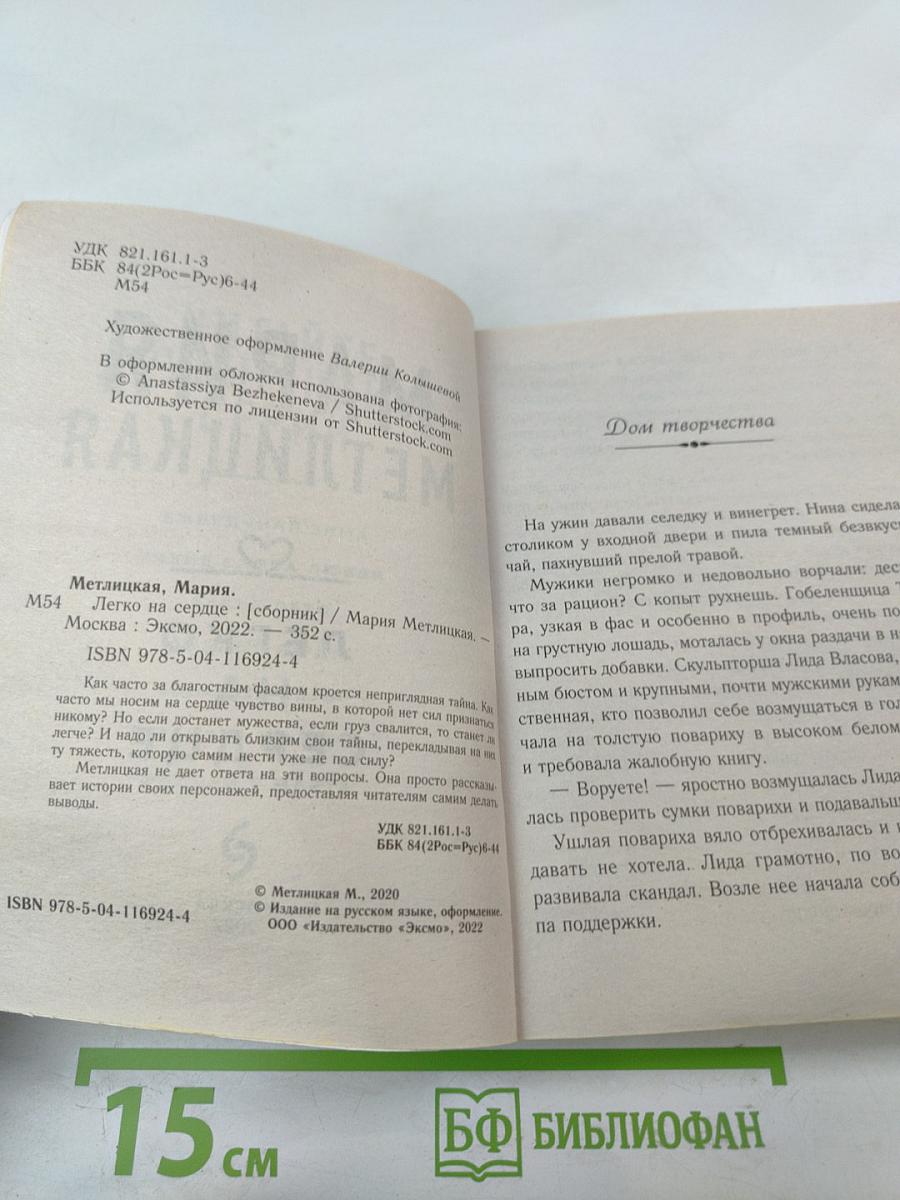 УДК 821.161.1-3
ББК 84(2Рос=Рус)6-44
М54
Художественное оформление Валерии Колышевой
В оформлении обложки использована фотография:
© Anastassiya Bezhekeneva / Shutterstock.com
Используется по лицензии от Shutterstock.com
Метлицкая, Мария.
М54 Легко на сердце : [сборник] / Мария Метлицкая. –
Москва : Эксмо, 2022. — 352 с.
ISBN 978-5-04-116924-4
Как часто за благостным фасадом кроется неприглядная тайна. Как
часто мы носим на сердце чувство вины, в которой нет сил признаться
никому? Но если достанет мужества, если груз свалится, то станет ли
легче? И надо ли открывать близким свои тайны, перекладывая на них
ту тяжесть, которую самим нести уже не под силу?
Метлицкая не дает ответа на эти вопросы. Она просто рассказы-
вает истории своих персонажей, предоставляя читателям самим делать
выводы.
УДК 821.161.1-3
ББК 84(2Рос=Рус)6-44
© Метлицкая М., 2020
© Издание на русском языке, оформление.
ООО «Издательство «Эксмо», 2022
ISBN 978-5-04-116924-4
Дом творчества
На ужин давали селедку и винегрет. Нина сидела
столиком у входной двери и пила темный безвкус
чай, пахнувший прелой травой.
Мужики негромко и недовольно ворчали: дес
что за рацион? С копыт рухнешь. Гобеленщица Т
ра, узкая в фас и особенно в профиль, очень по
на грустную лошадь, моталась у окна раздачи в н
выпросить добавки. Скульпторша Лида Власова,
ным бюстом и крупными, почти мужскими рукам
ственная, кто позволил себе возмущаться в гол
чала на толстую повариху в высоком белом
и требовала жалобную книгу.
— Воруете! — яростно возмущалась Лида
лась проверить сумки поварихи и подавальщ
Ушлая повариха вяло отбрехивалась и к
давать не хотела. Лида грамотно, по во
развивала скандал. Возле нее начала соб
па поддержки.
15 см
БФ БИБЛИОФАН